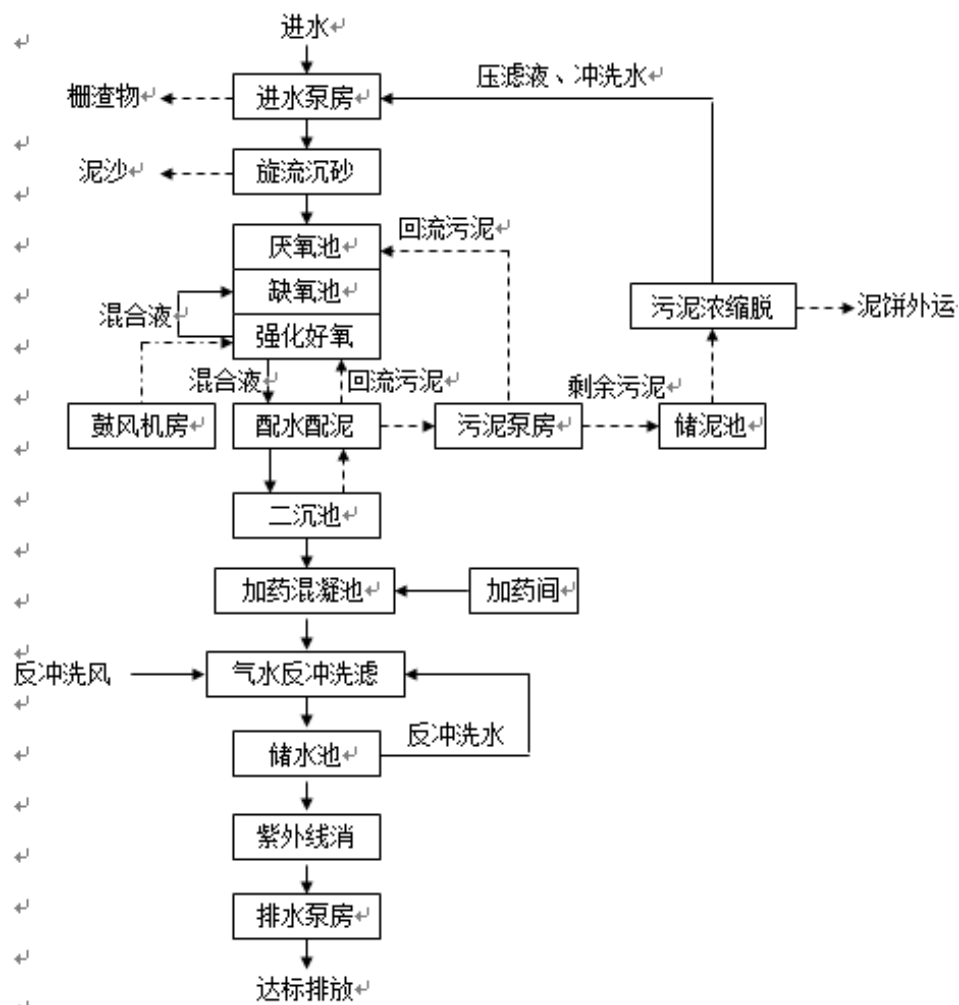 进水
压滤液、冲洗水
栅渣物
进水泵房
泥沙
旋流沉砂
厌氧池
回流污泥
缺氧池
混合液
污泥浓缩脱
泥饼外运
强化好氧
混合液
回流污泥
剩余污泥
鼓风机房
配水配泥
污泥泵房
储泥池
二沉池
加药混凝池
加药间
反冲洗风
气水反冲洗滤
反冲洗水
储水池
紫外线消
排水泵房
达标排放